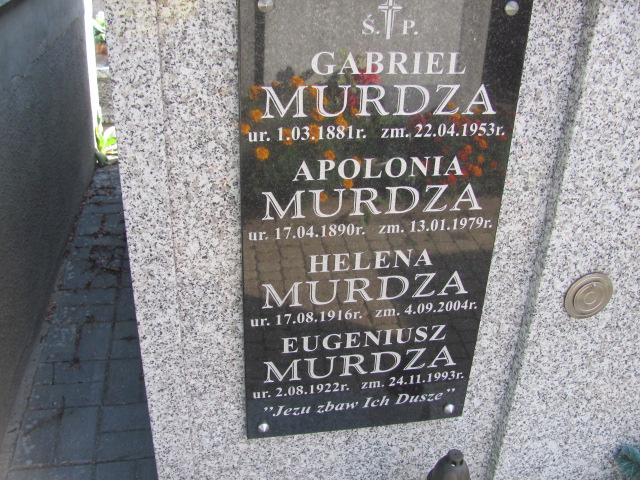 Ś. P.
GABRIEL
MURDZA
ur. 1.03.1881r. zm. 22.04.1953r.
APOLONIA
MURDZA
ur. 17.04.1890r. zm. 13.01.1979r.
HELENA
MURDZA
ur. 17.08.1916r. zm. 4.09.2004r.
EUGENIUSZ
MURDZA
ur. 2.08.1922r. zm. 24.11.1993r.
"Jezu zbaw Ich Dusze"